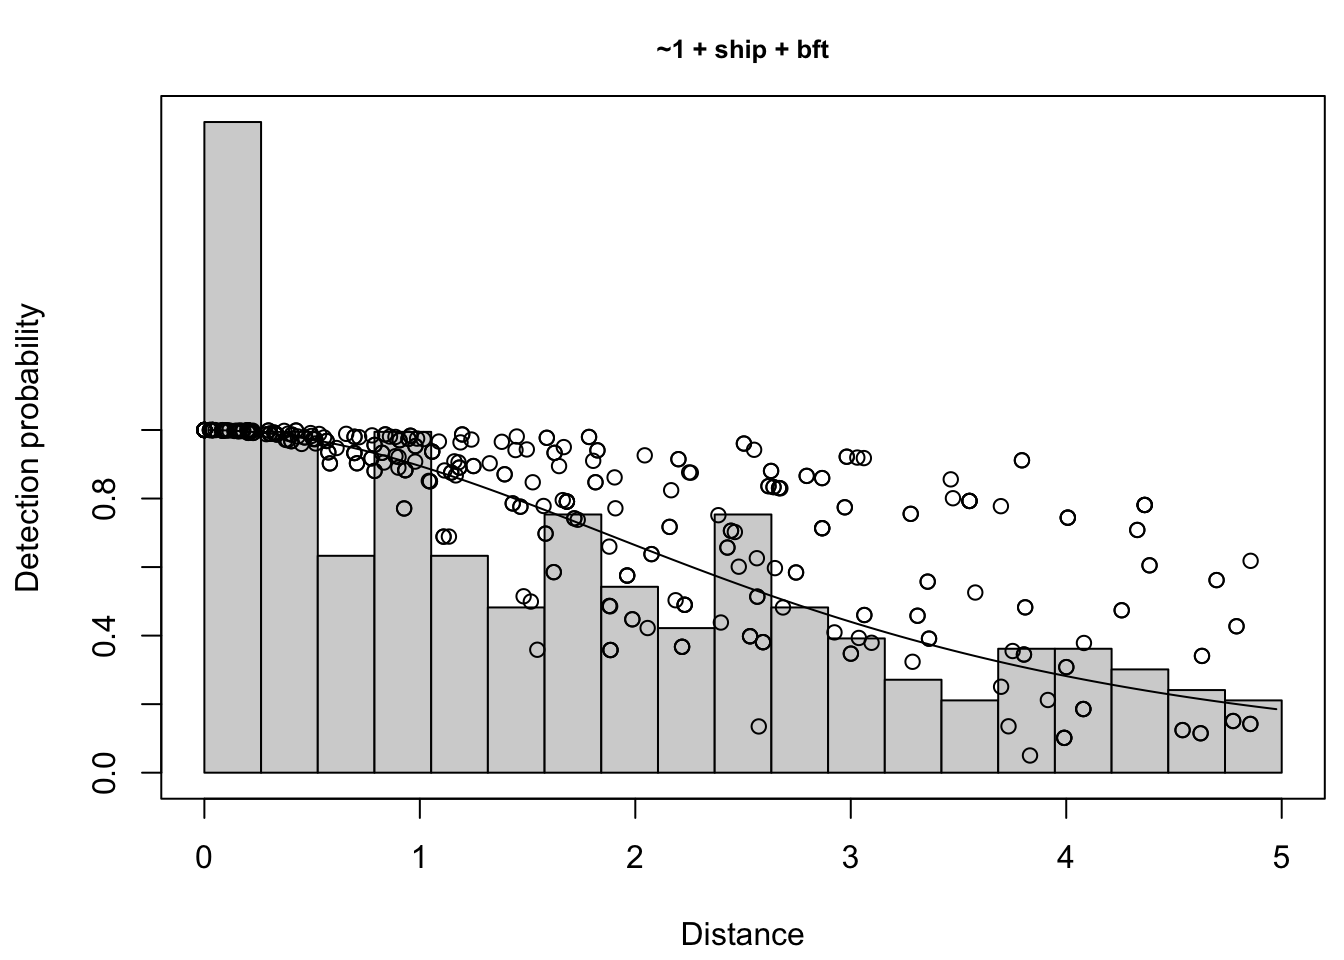 ~1 + ship + bft
Detection probability
0.8
0.4
0.0
0 1 2 3 4 5
Distance